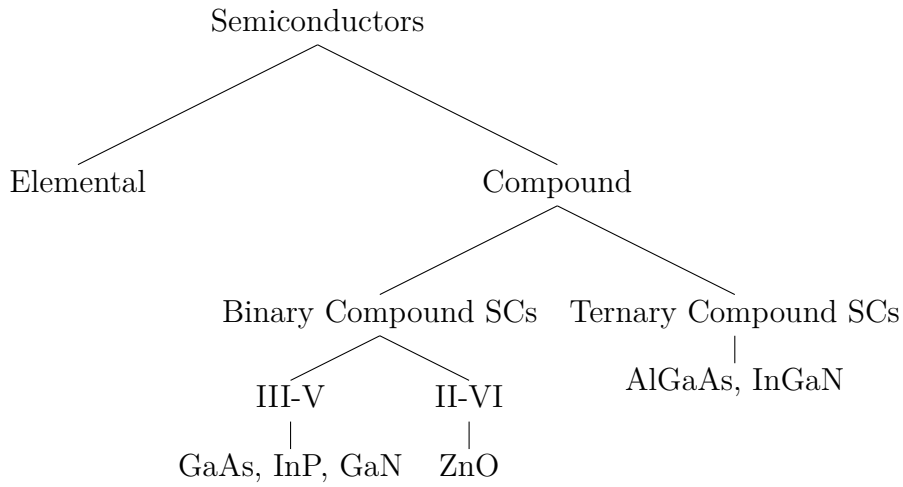 Semiconductors
Elemental
Compound
Binary Compound SCs
Ternary Compound SCs
AlGaAs, InGaN
III-V
II-VI
GaAs, InP, GaN
ZnO